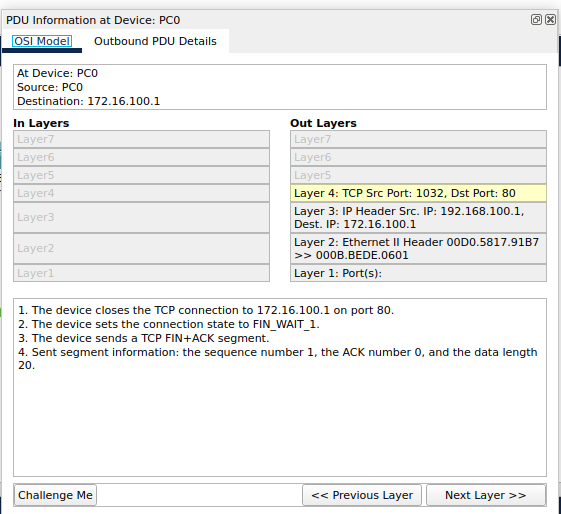 PDU Information at Device: PC0
OSI Model
Outbound PDU Details
At Device: PC0
Source: PC0
Destination: 172.16.100.1
In Layers
Layer7
Layer6
Layer5
Layer4
Layer3
Layer2
Layer1
Out Layers
Layer7
Layer6
Layer5
Layer 4: TCP Src Port: 1032, Dst Port: 80
Layer 3: IP Header Src. IP: 192.168.100.1,
Dest. IP: 172.16.100.1
Layer 2: Ethernet II Header 00D0.5817.91B7
>> 000B.BEDE.0601
Layer 1: Port(s):
1. The device closes the TCP connection to 172.16.100.1 on port 80.
2. The device sets the connection state to FIN_WAIT_1.
3. The device sends a TCP FIN+ACK segment.
4. Sent segment information: the sequence number 1, the ACK number 0, and the data length
20.
Challenge Me
<< Previous Layer
Next Layer >>